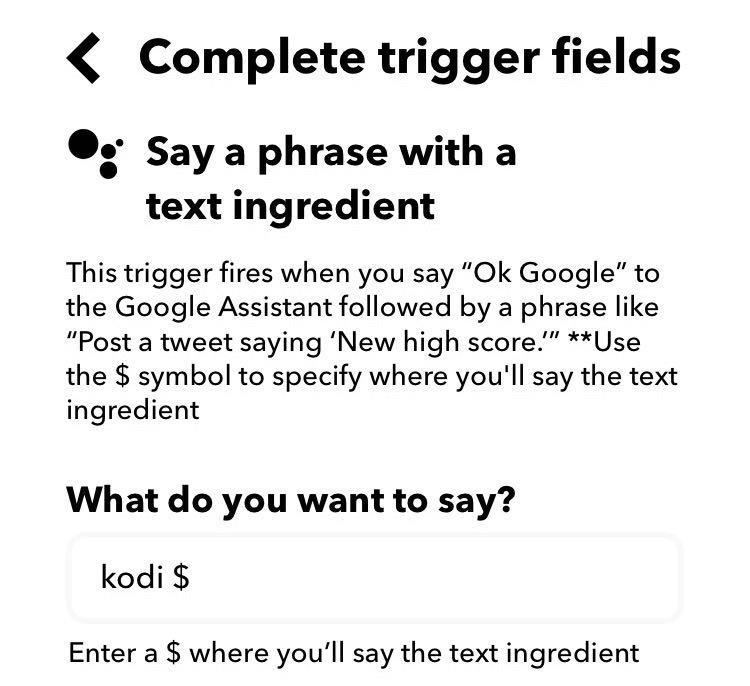 Complete trigger fields
Say a phrase with a
text ingredient
This trigger fires when you say “Ok Google” to
the Google Assistant followed by a phrase like
“Post a tweet saying ‘New high score.’” **Use
the $ symbol to specify where you'll say the text
ingredient
What do you want to say?
kodi $
Enter a $ where you’ll say the text ingredient